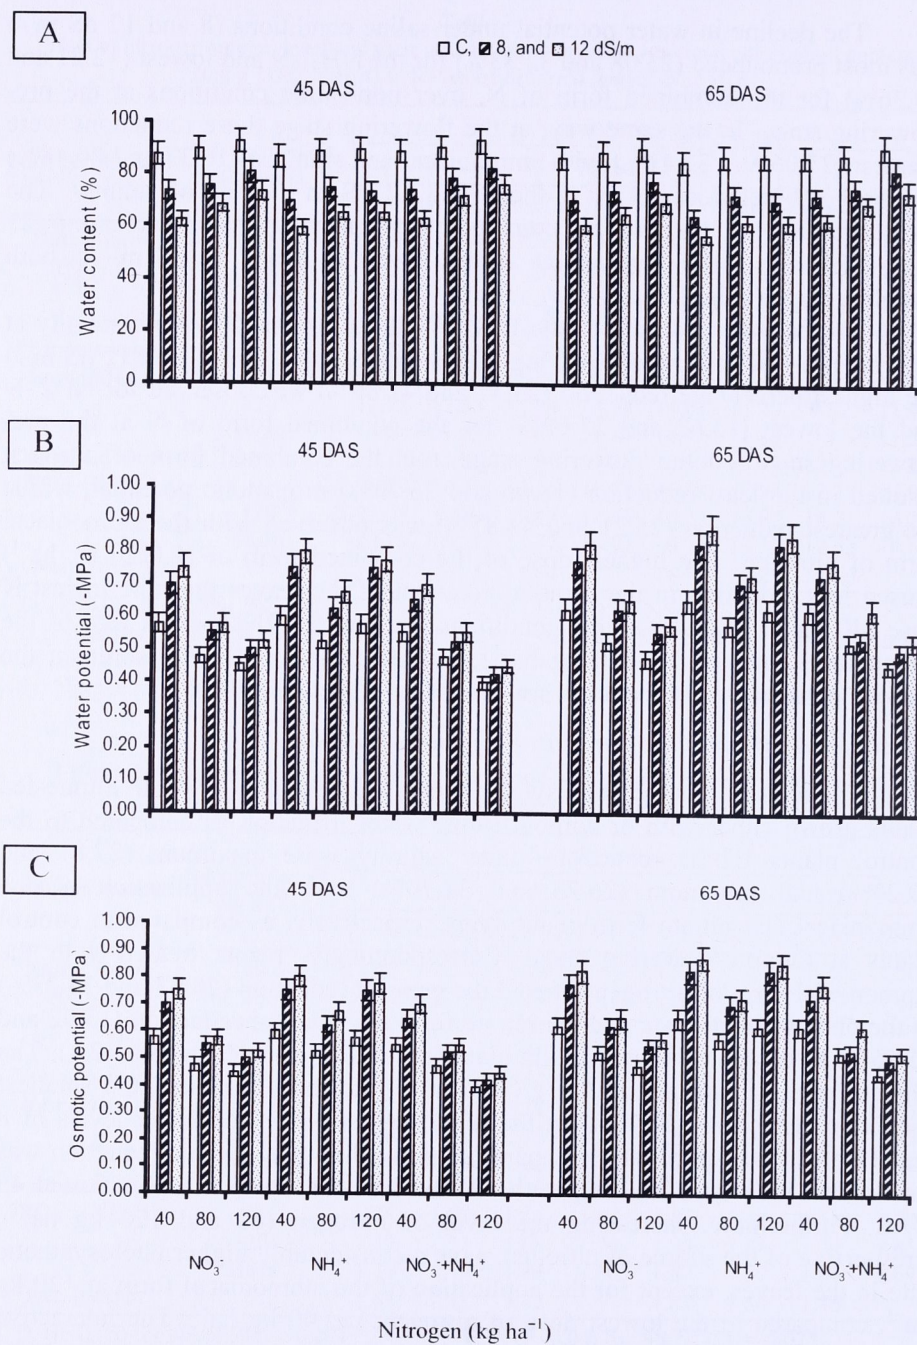 A
C, 8, and 12 dS/m
45 DAS
65 DAS
Water content (%)
100
80
60
40
20
0
B
45 DAS
65 DAS
Water potential (-MPa)
1.00
0.90
0.80
0.70
0.60
0.50
0.40
0.30
0.20
0.10
0.00
C
45 DAS
65 DAS
Osmotic potential (-MPa)
1.00
0.90
0.80
0.70
0.60
0.50
0.40
0.30
0.20
0.10
0.00
40 80 120 40 80 120 40 80 120 40 80 120 40 80 120 40 80 120
NO₃⁻ NH₄⁺ NO₃⁻+NH₄⁺ NO₃⁻ NH₄⁺ NO₃⁻+NH₄⁺
Nitrogen (kg ha⁻¹)